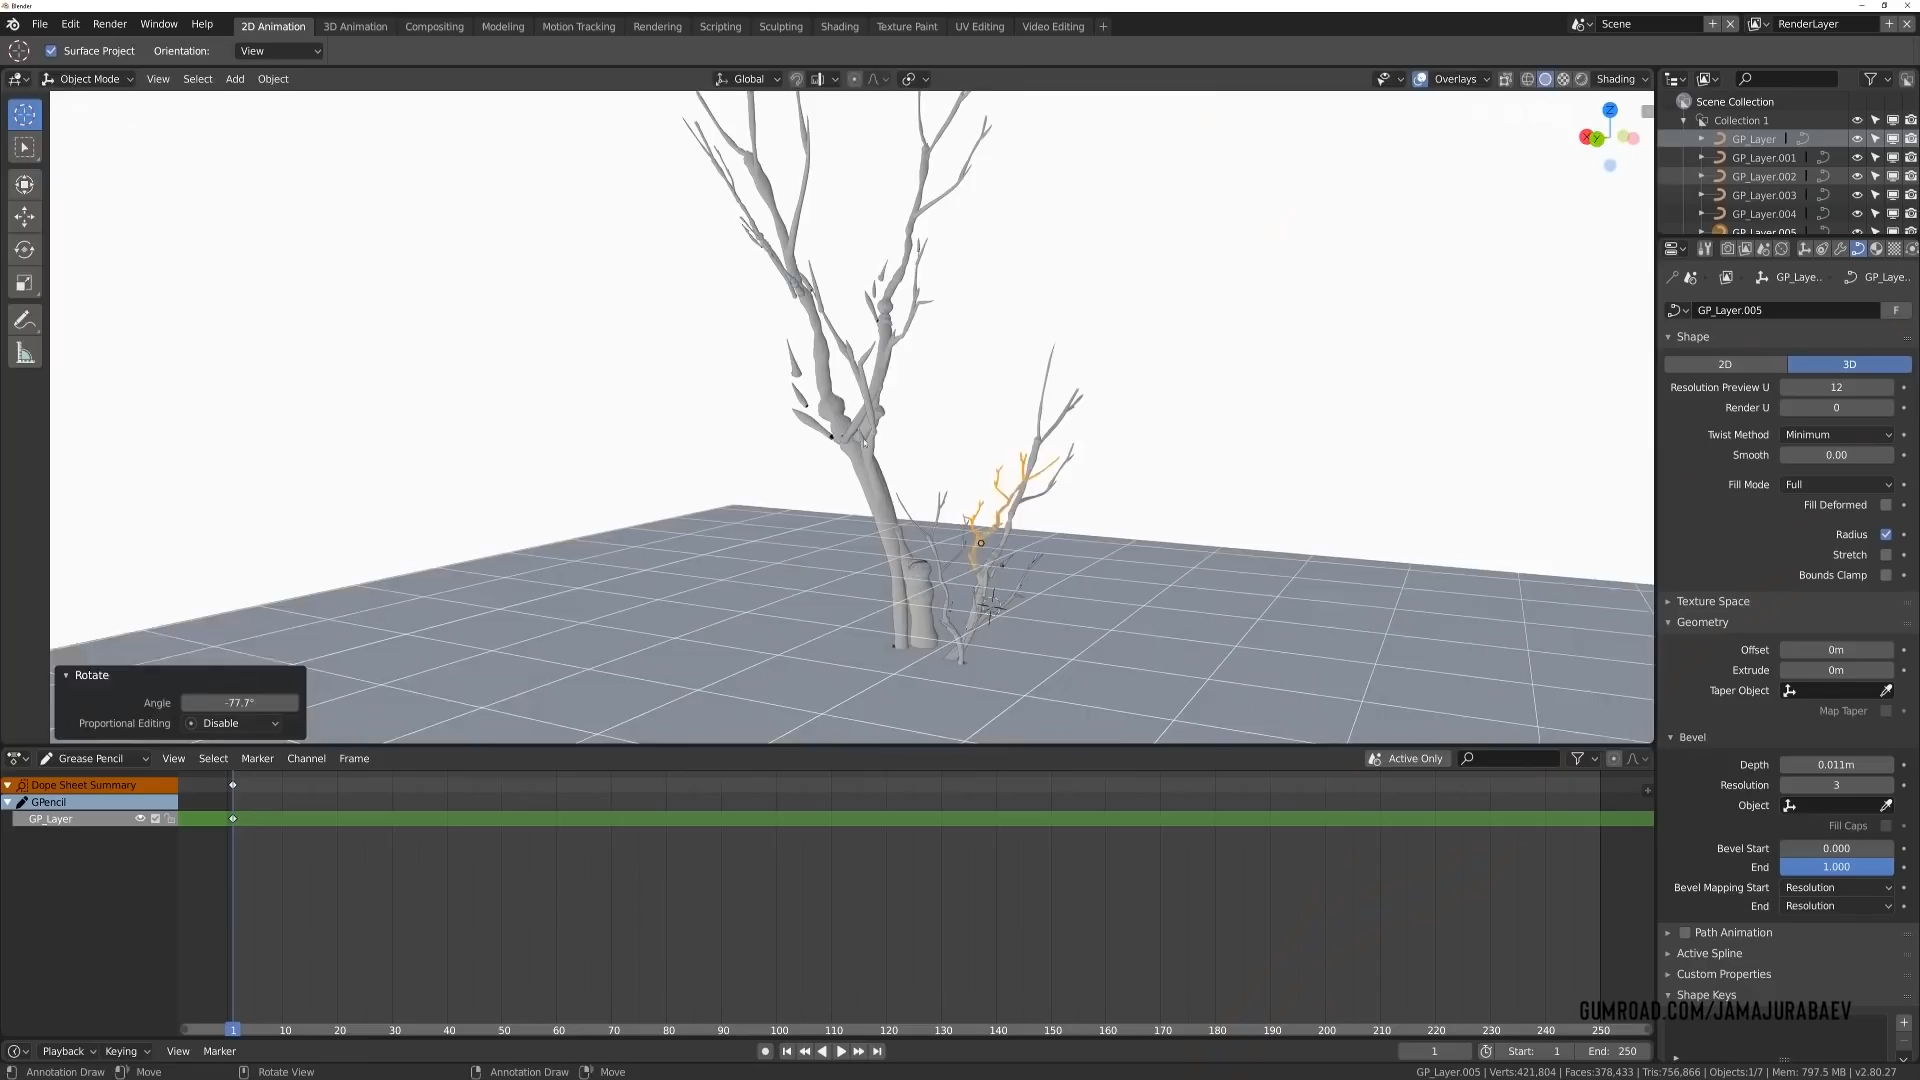 Blender
File Edit Render Window Help 2D Animation 3D Animation Compositing Modeling Motion Tracking Rendering Scripting Sculpting Shading Texture Paint UV Editing Video Editing + Scene RenderLayer
Surface Project Orientation: View
Object Mode View Select Add Object Global Overlays Shading
Scene Collection
Collection 1
GP_Layer
GP_Layer.001
GP_Layer.002
GP_Layer.003
GP_Layer.004
GP_Layer.005
Z
X Y
GP_Laye.. GP_Laye..
GP_Layer.005 F
Shape
2D 3D
Resolution Preview U 12
Render U 0
Twist Method Minimum
Smooth 0.00
Fill Mode Full
Fill Deformed
Radius
Stretch
Bounds Clamp
Texture Space
Geometry
Offset 0m
Extrude 0m
Taper Object
Map Taper
Bevel
Depth 0.011m
Resolution 3
Object
Fill Caps
Bevel Start 0.000
End 1.000
Bevel Mapping Start Resolution
End Resolution
Path Animation
Active Spline
Custom Properties
Shape Keys
Rotate
Angle -77.7°
Proportional Editing Disable
Grease Pencil View Select Marker Channel Frame Active Only
Dope Sheet Summary
GPencil
GP_Layer
GUMROAD.COM/JAMAJURABAEV
1 10 20 30 40 50 60 70 80 90 100 110 120 130 140 150 160 170 180 190 200 210 220 230 240 250
Playback Keying View Marker 1 Start: 1 End: 250
Annotation Draw Move Rotate View Annotation Draw Move GP_Layer.005 | Verts:421,804 | Faces:378,433 | Tris:756,866 | Objects:1/7 | Mem: 797.5 MB | v2.80.27